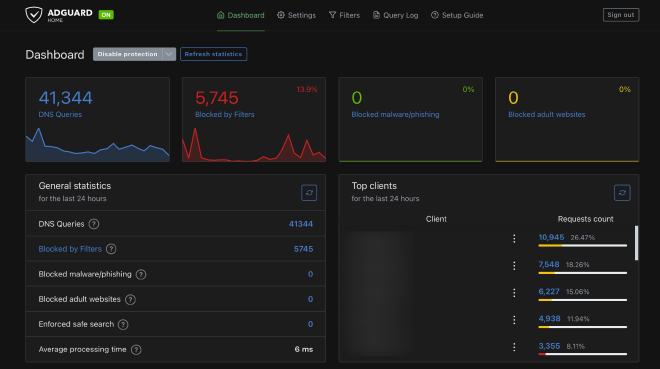 ADGUARD
HOME
ON
Dashboard
Settings
Filters
Query Log
Setup Guide
Sign out
Dashboard
Disable protection
Refresh statistics
41,344
DNS Queries
5,745
13.9%
Blocked by Filters
0
0%
Blocked malware/phishing
0
0%
Blocked adult websites
General statistics
for the last 24 hours
DNS Queries ? 41344
Blocked by Filters ? 5745
Blocked malware/phishing ? 0
Blocked adult websites ? 0
Enforced safe search ? 0
Average processing time ? 6 ms
Top clients
for the last 24 hours
Client Requests count
10,945 26.47%
7,548 18.26%
6,227 15.06%
4,938 11.94%
3,355 8.11%